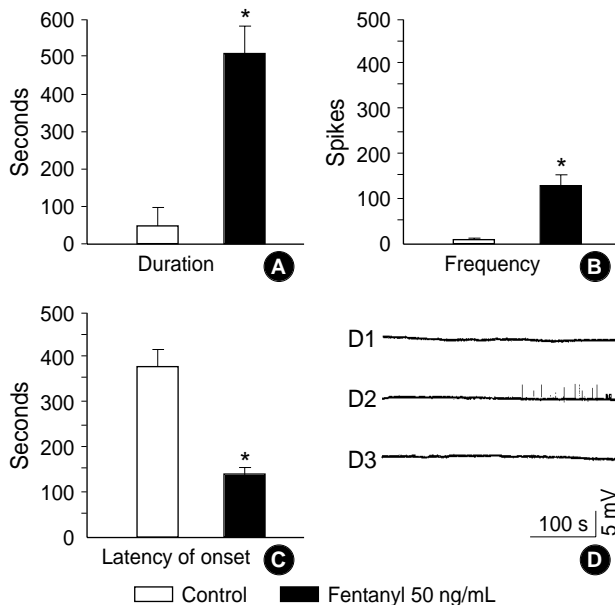 600
500
400
300
200
100
0
Seconds
*
Duration
A
500
400
300
200
100
0
Spikes
*
Frequency
B
500
400
300
200
100
0
Seconds
*
Latency of onset
C
D1
D2
D3
100 s
5 mV
D
Control
Fentanyl 50 ng/mL